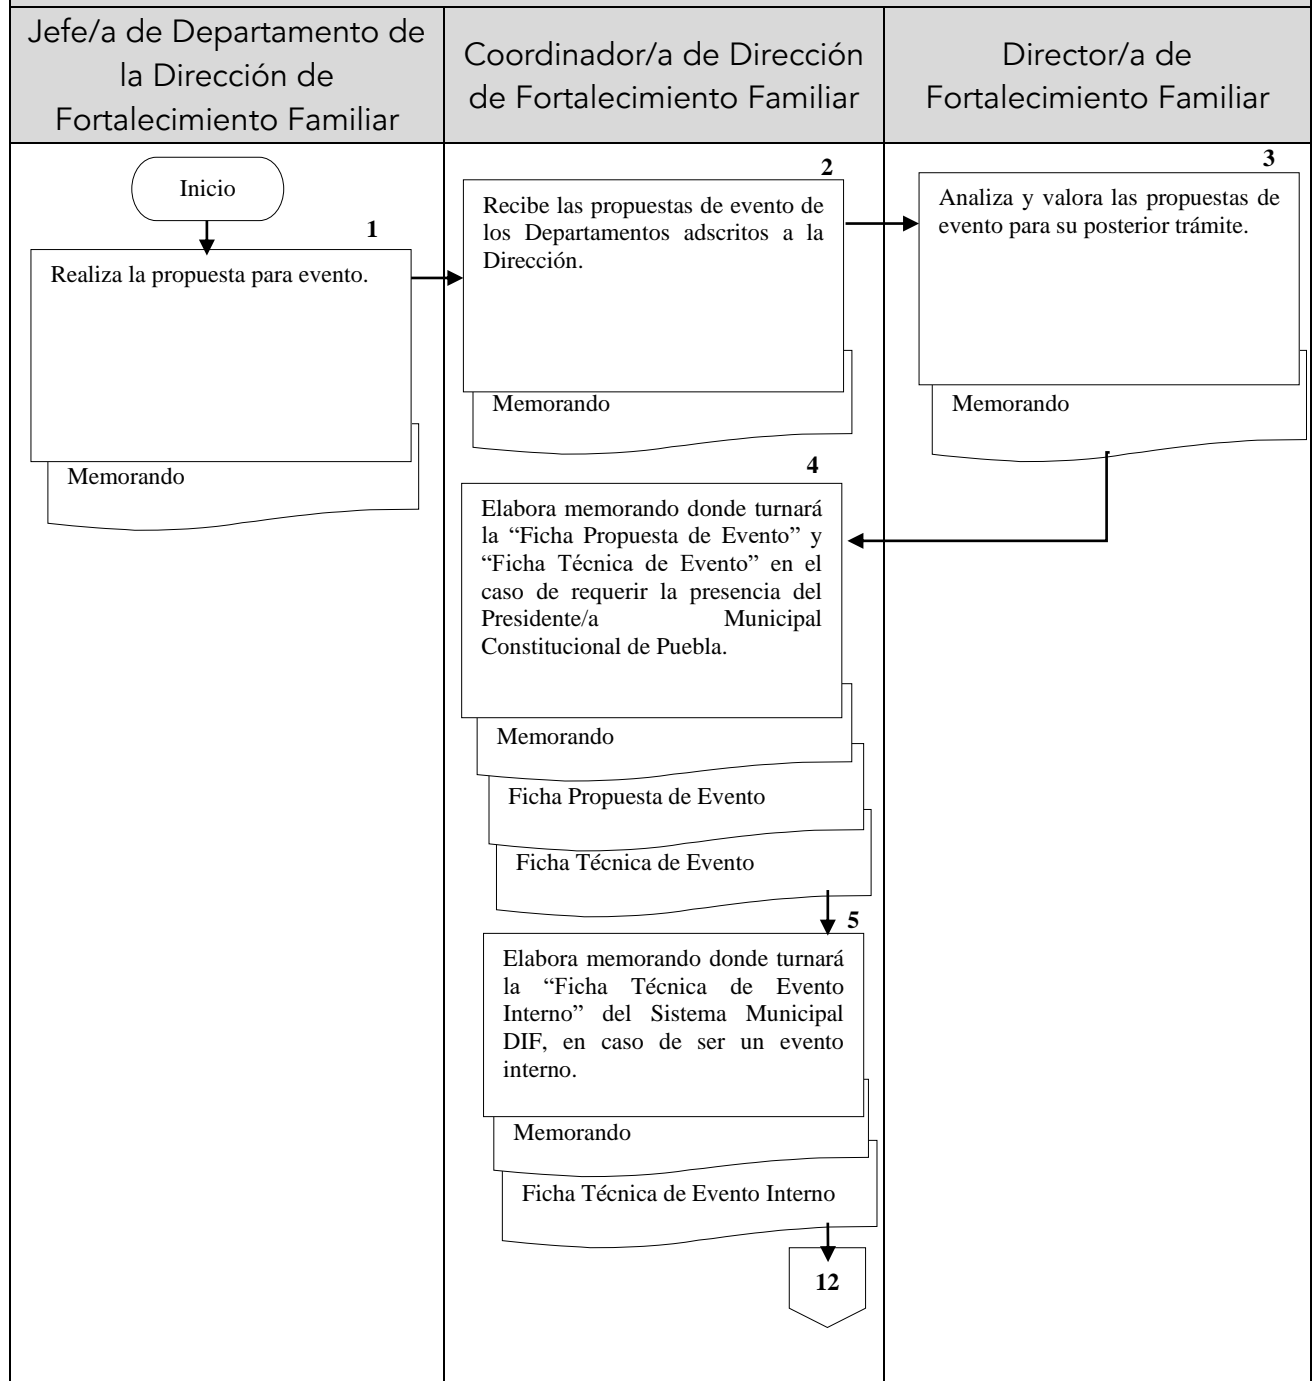 Jefe/a de Departamento de
la Dirección de
Fortalecimiento Familiar
Coordinador/a de Dirección
de Fortalecimiento Familiar
Director/a de
Fortalecimiento Familiar
Inicio
1
Realiza la propuesta para evento.
Memorando
2
Recibe las propuestas de evento de
los Departamentos adscritos a la
Dirección.
Memorando
3
Analiza y valora las propuestas de
evento para su posterior trámite.
Memorando
4
Elabora memorando donde turnará
la “Ficha Propuesta de Evento” y
“Ficha Técnica de Evento” en el
caso de requerir la presencia del
Presidente/a Municipal
Constitucional de Puebla.
Memorando
Ficha Propuesta de Evento
Ficha Técnica de Evento
5
Elabora memorando donde turnará
la “Ficha Técnica de Evento
Interno” del Sistema Municipal
DIF, en caso de ser un evento
interno.
Memorando
Ficha Técnica de Evento Interno
12